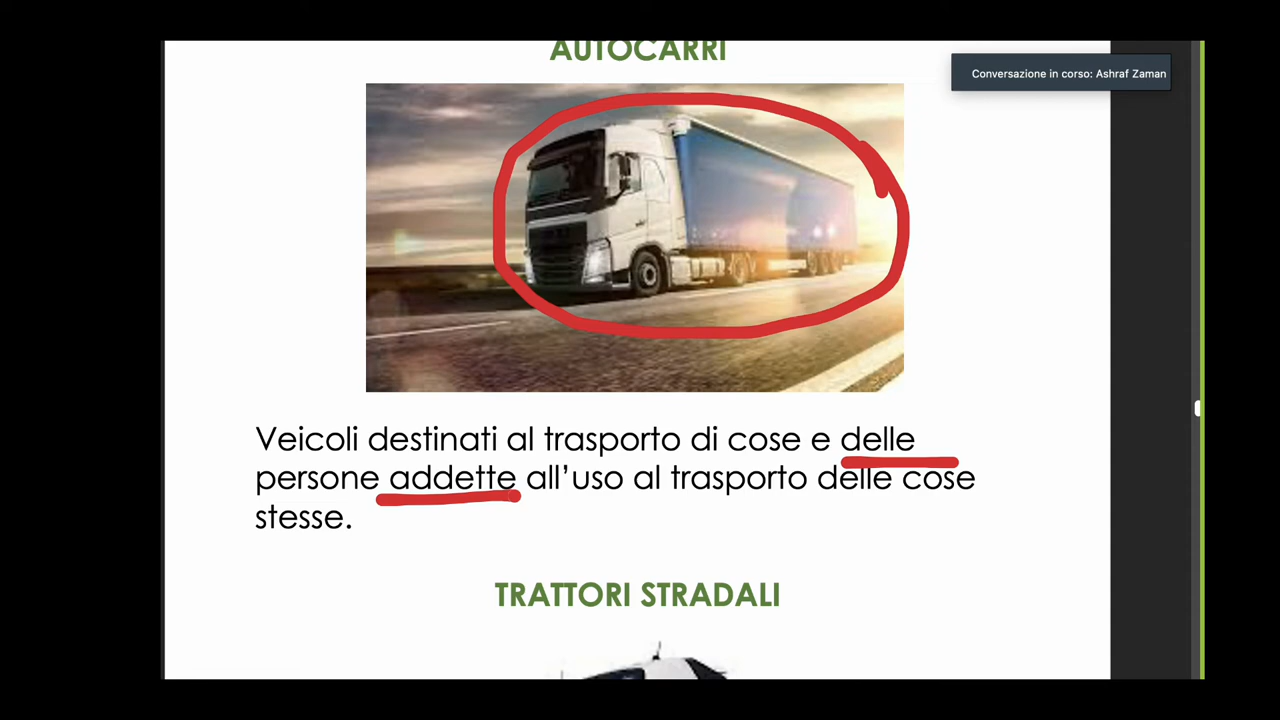 AUTOCARRI
Conversazione in corso: Ashraf Zaman
Veicoli destinati al trasporto di cose e delle
persone addette all’uso al trasporto delle cose
stesse.
TRATTORI STRADALI